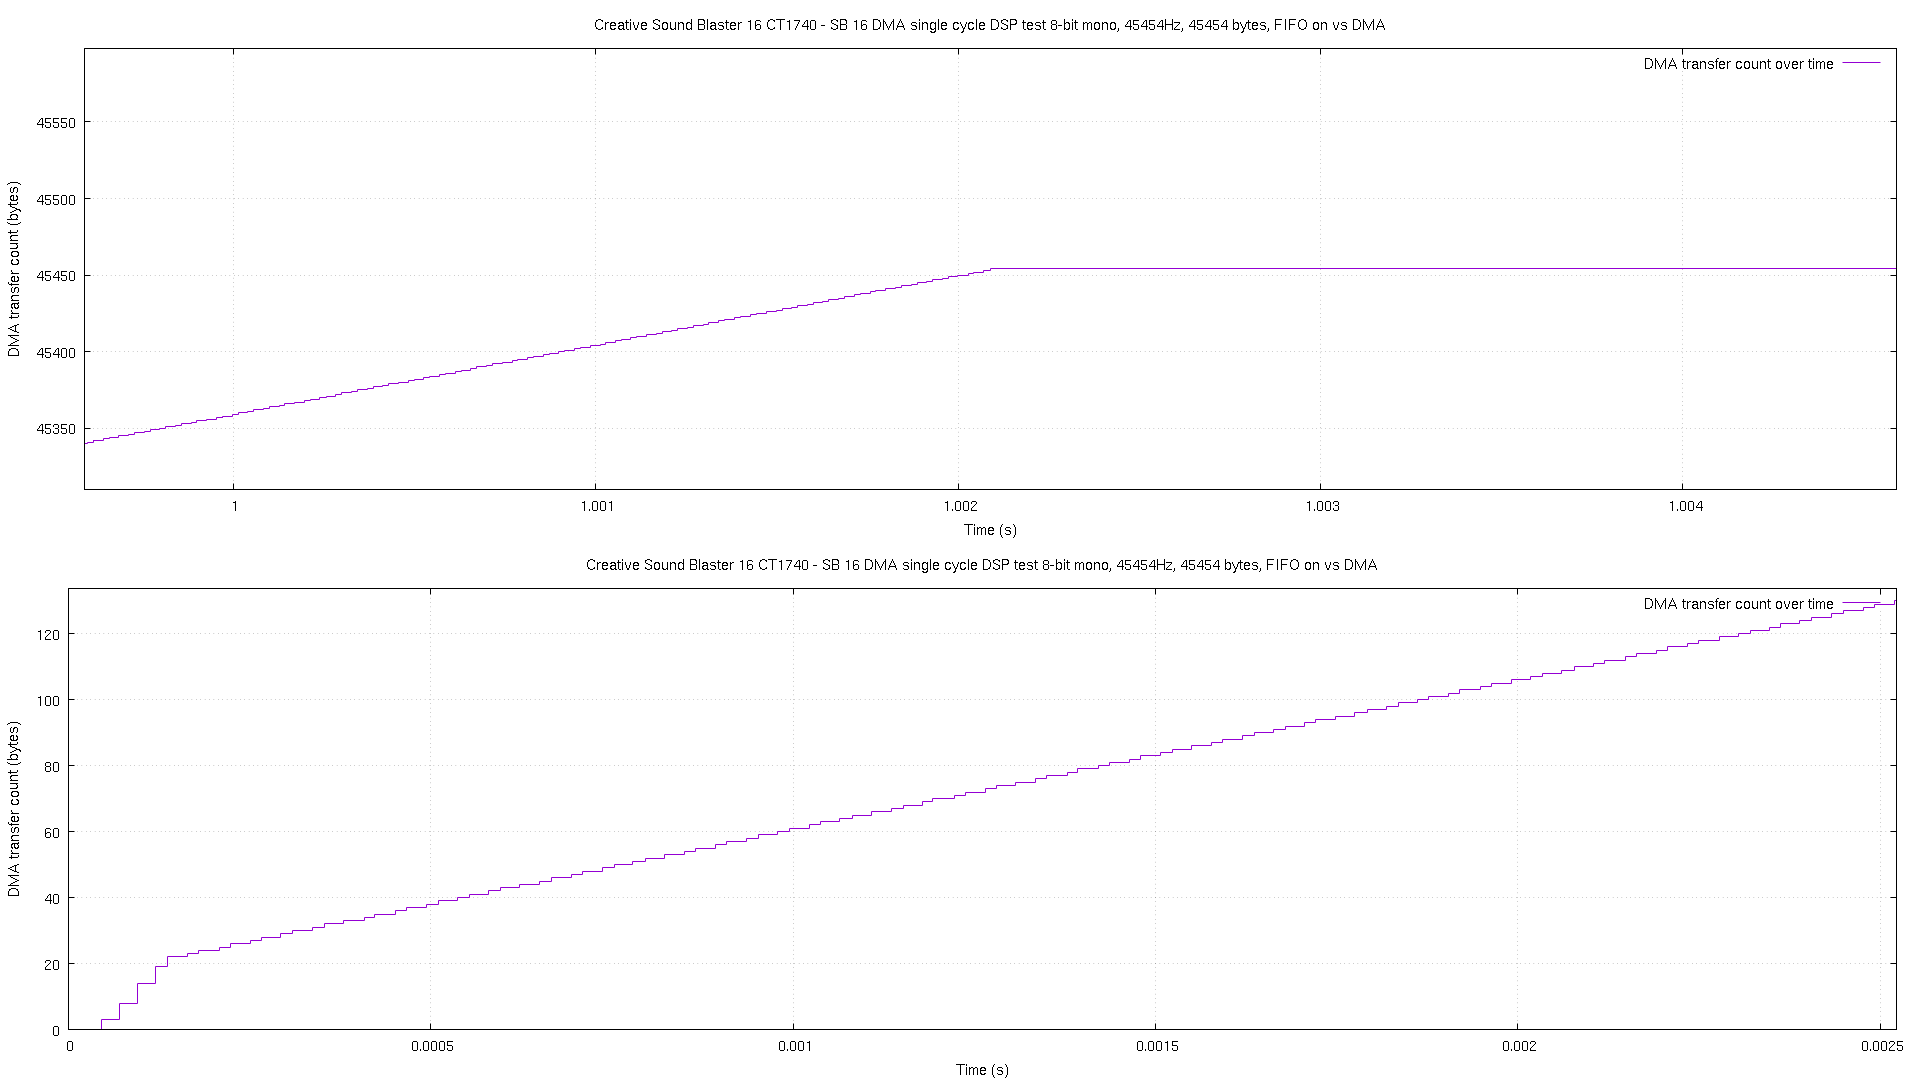 Creative Sound Blaster 16 CT1740 - SB 16 DMA single cycle DSP test 8-bit mono, 45454Hz, 45454 bytes, FIFO on vs DMA
DMA transfer count over time
45550
45500
45450
45400
45350
DMA transfer count (bytes)
1 1.001 1.002 1.003 1.004
Time (s)
Creative Sound Blaster 16 CT1740 - SB 16 DMA single cycle DSP test 8-bit mono, 45454Hz, 45454 bytes, FIFO on vs DMA
DMA transfer count over time
120
100
80
60
40
20
0
DMA transfer count (bytes)
0 0.0005 0.001 0.0015 0.002 0.0025
Time (s)